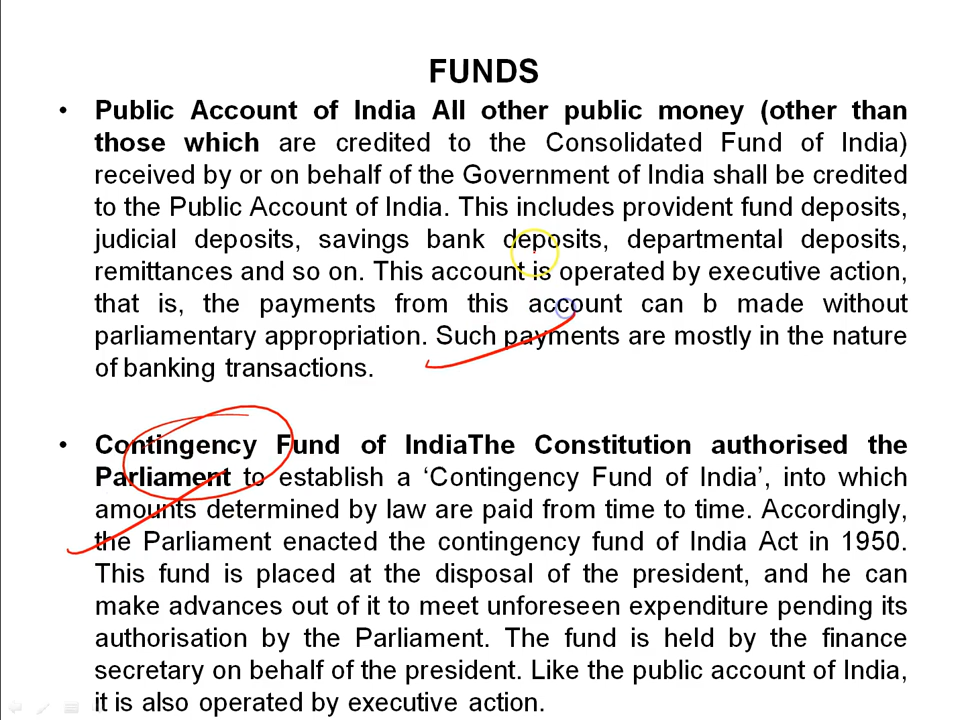 FUNDS
• Public Account of India All other public money (other than
those which are credited to the Consolidated Fund of India)
received by or on behalf of the Government of India shall be credited
to the Public Account of India. This includes provident fund deposits,
judicial deposits, savings bank deposits, departmental deposits,
remittances and so on. This account is operated by executive action,
that is, the payments from this account can b made without
parliamentary appropriation. Such payments are mostly in the nature
of banking transactions.
• Contingency Fund of IndiaThe Constitution authorised the
Parliament to establish a ‘Contingency Fund of India’, into which
amounts determined by law are paid from time to time. Accordingly,
the Parliament enacted the contingency fund of India Act in 1950.
This fund is placed at the disposal of the president, and he can
make advances out of it to meet unforeseen expenditure pending its
authorisation by the Parliament. The fund is held by the finance
secretary on behalf of the president. Like the public account of India,
it is also operated by executive action.